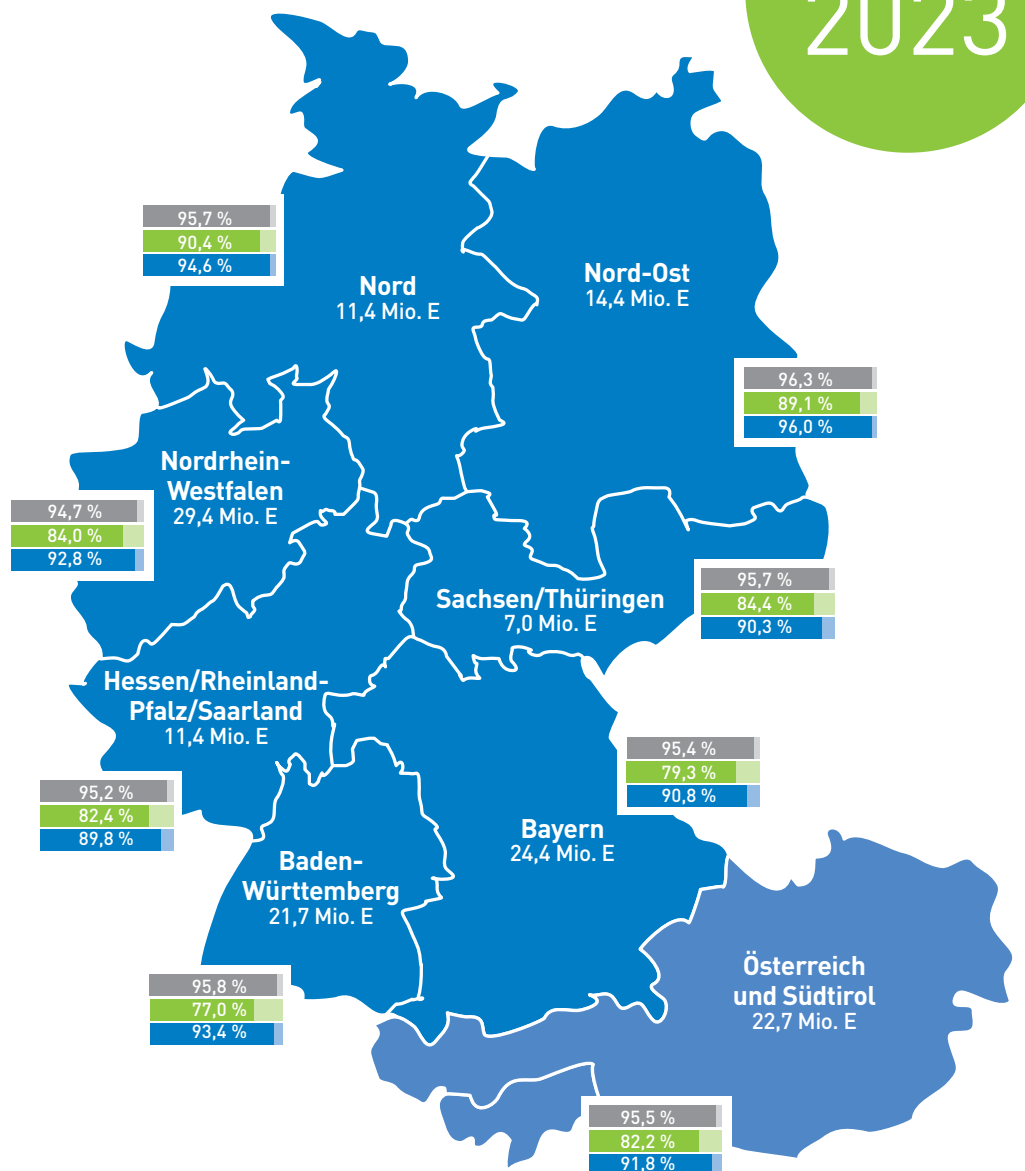 2023
95,7 %
90,4 %
94,6 %
Nord
11,4 Mio. E
Nord-Ost
14,4 Mio. E
96,3 %
89,1 %
96,0 %
Nordrhein-
Westfalen
29,4 Mio. E
94,7 %
84,0 %
92,8 %
Sachsen/Thüringen
7,0 Mio. E
95,7 %
84,4 %
90,3 %
Hessen/Rheinland-
Pfalz/Saarland
11,4 Mio. E
95,2 %
82,4 %
89,8 %
95,4 %
79,3 %
90,8 %
Bayern
24,4 Mio. E
Baden-
Württemberg
21,7 Mio. E
95,8 %
77,0 %
93,4 %
Österreich
und Südtirol
22,7 Mio. E
95,5 %
82,2 %
91,8 %